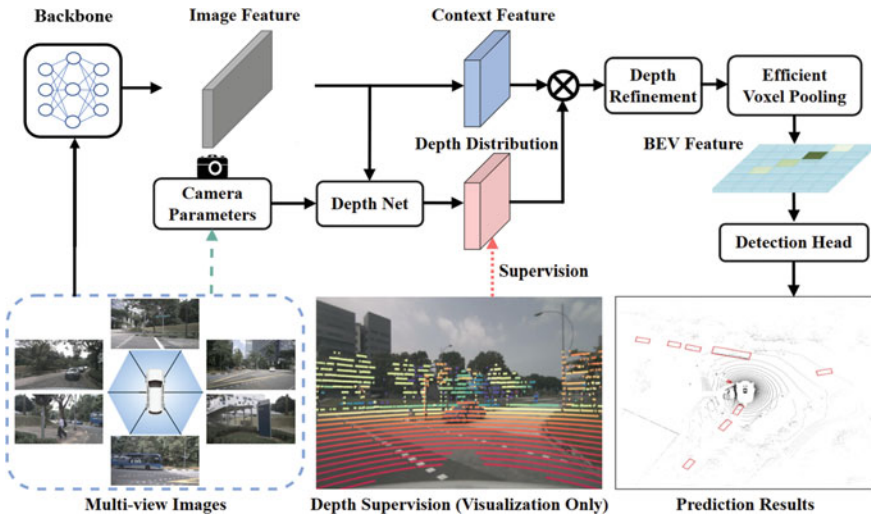 Backbone
Image Feature
Context Feature
Depth
Refinement
Efficient
Voxel Pooling
Depth Distribution
BEV Feature
Camera
Parameters
Depth Net
Detection Head
Supervision
Multi-view Images
Depth Supervision (Visualization Only)
Prediction Results